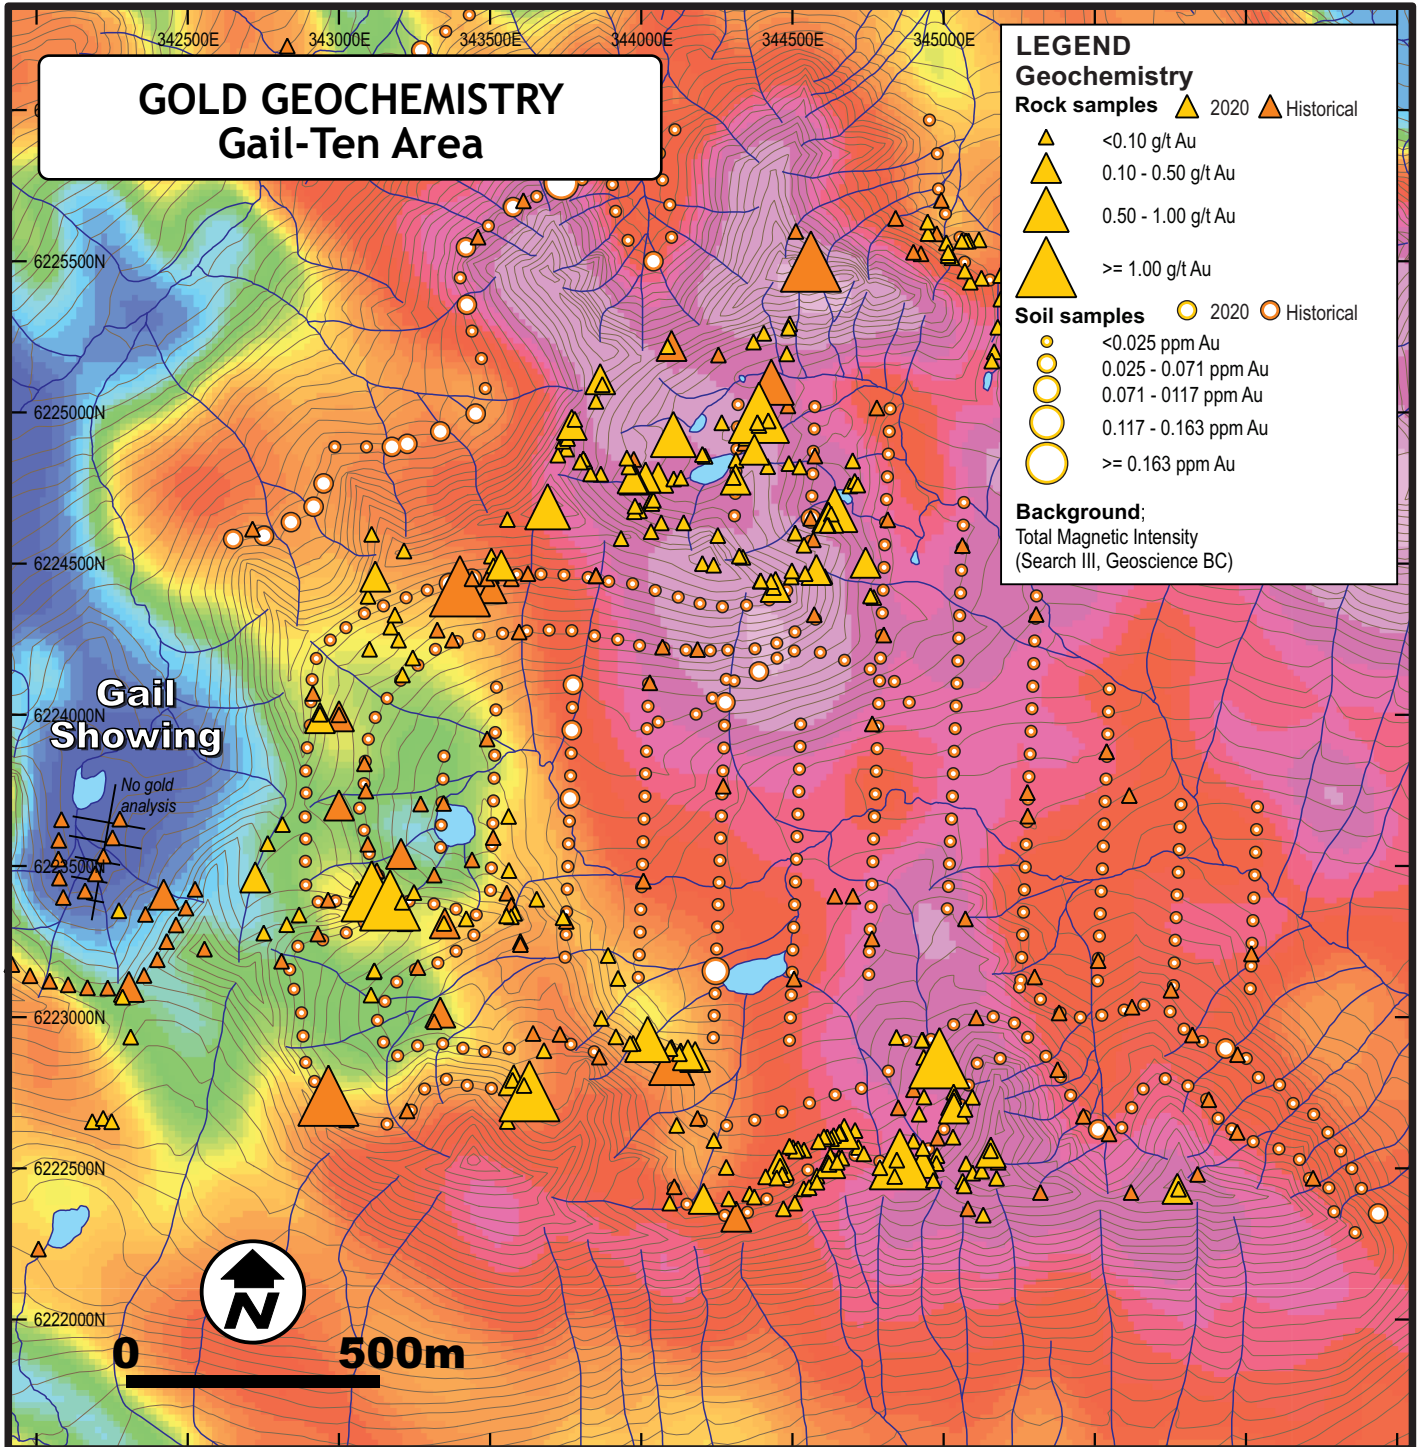 342500E
343000E
343500E
344000E
344500E
345000E
GOLD GEOCHEMISTRY
Gail-Ten Area
LEGEND
Geochemistry
Rock samples 2020 Historical
<0.10 g/t Au
0.10 - 0.50 g/t Au
0.50 - 1.00 g/t Au
>= 1.00 g/t Au
Soil samples 2020 Historical
<0.025 ppm Au
0.025 - 0.071 ppm Au
0.071 - 0117 ppm Au
0.117 - 0.163 ppm Au
>= 0.163 ppm Au
Background;
Total Magnetic Intensity
(Search III, Geoscience BC)
6225500N
6225000N
6224500N
6224000N
Gail
Showing
No gold
analysis
6223500N
6223000N
6222500N
6222000N
N
0 500m